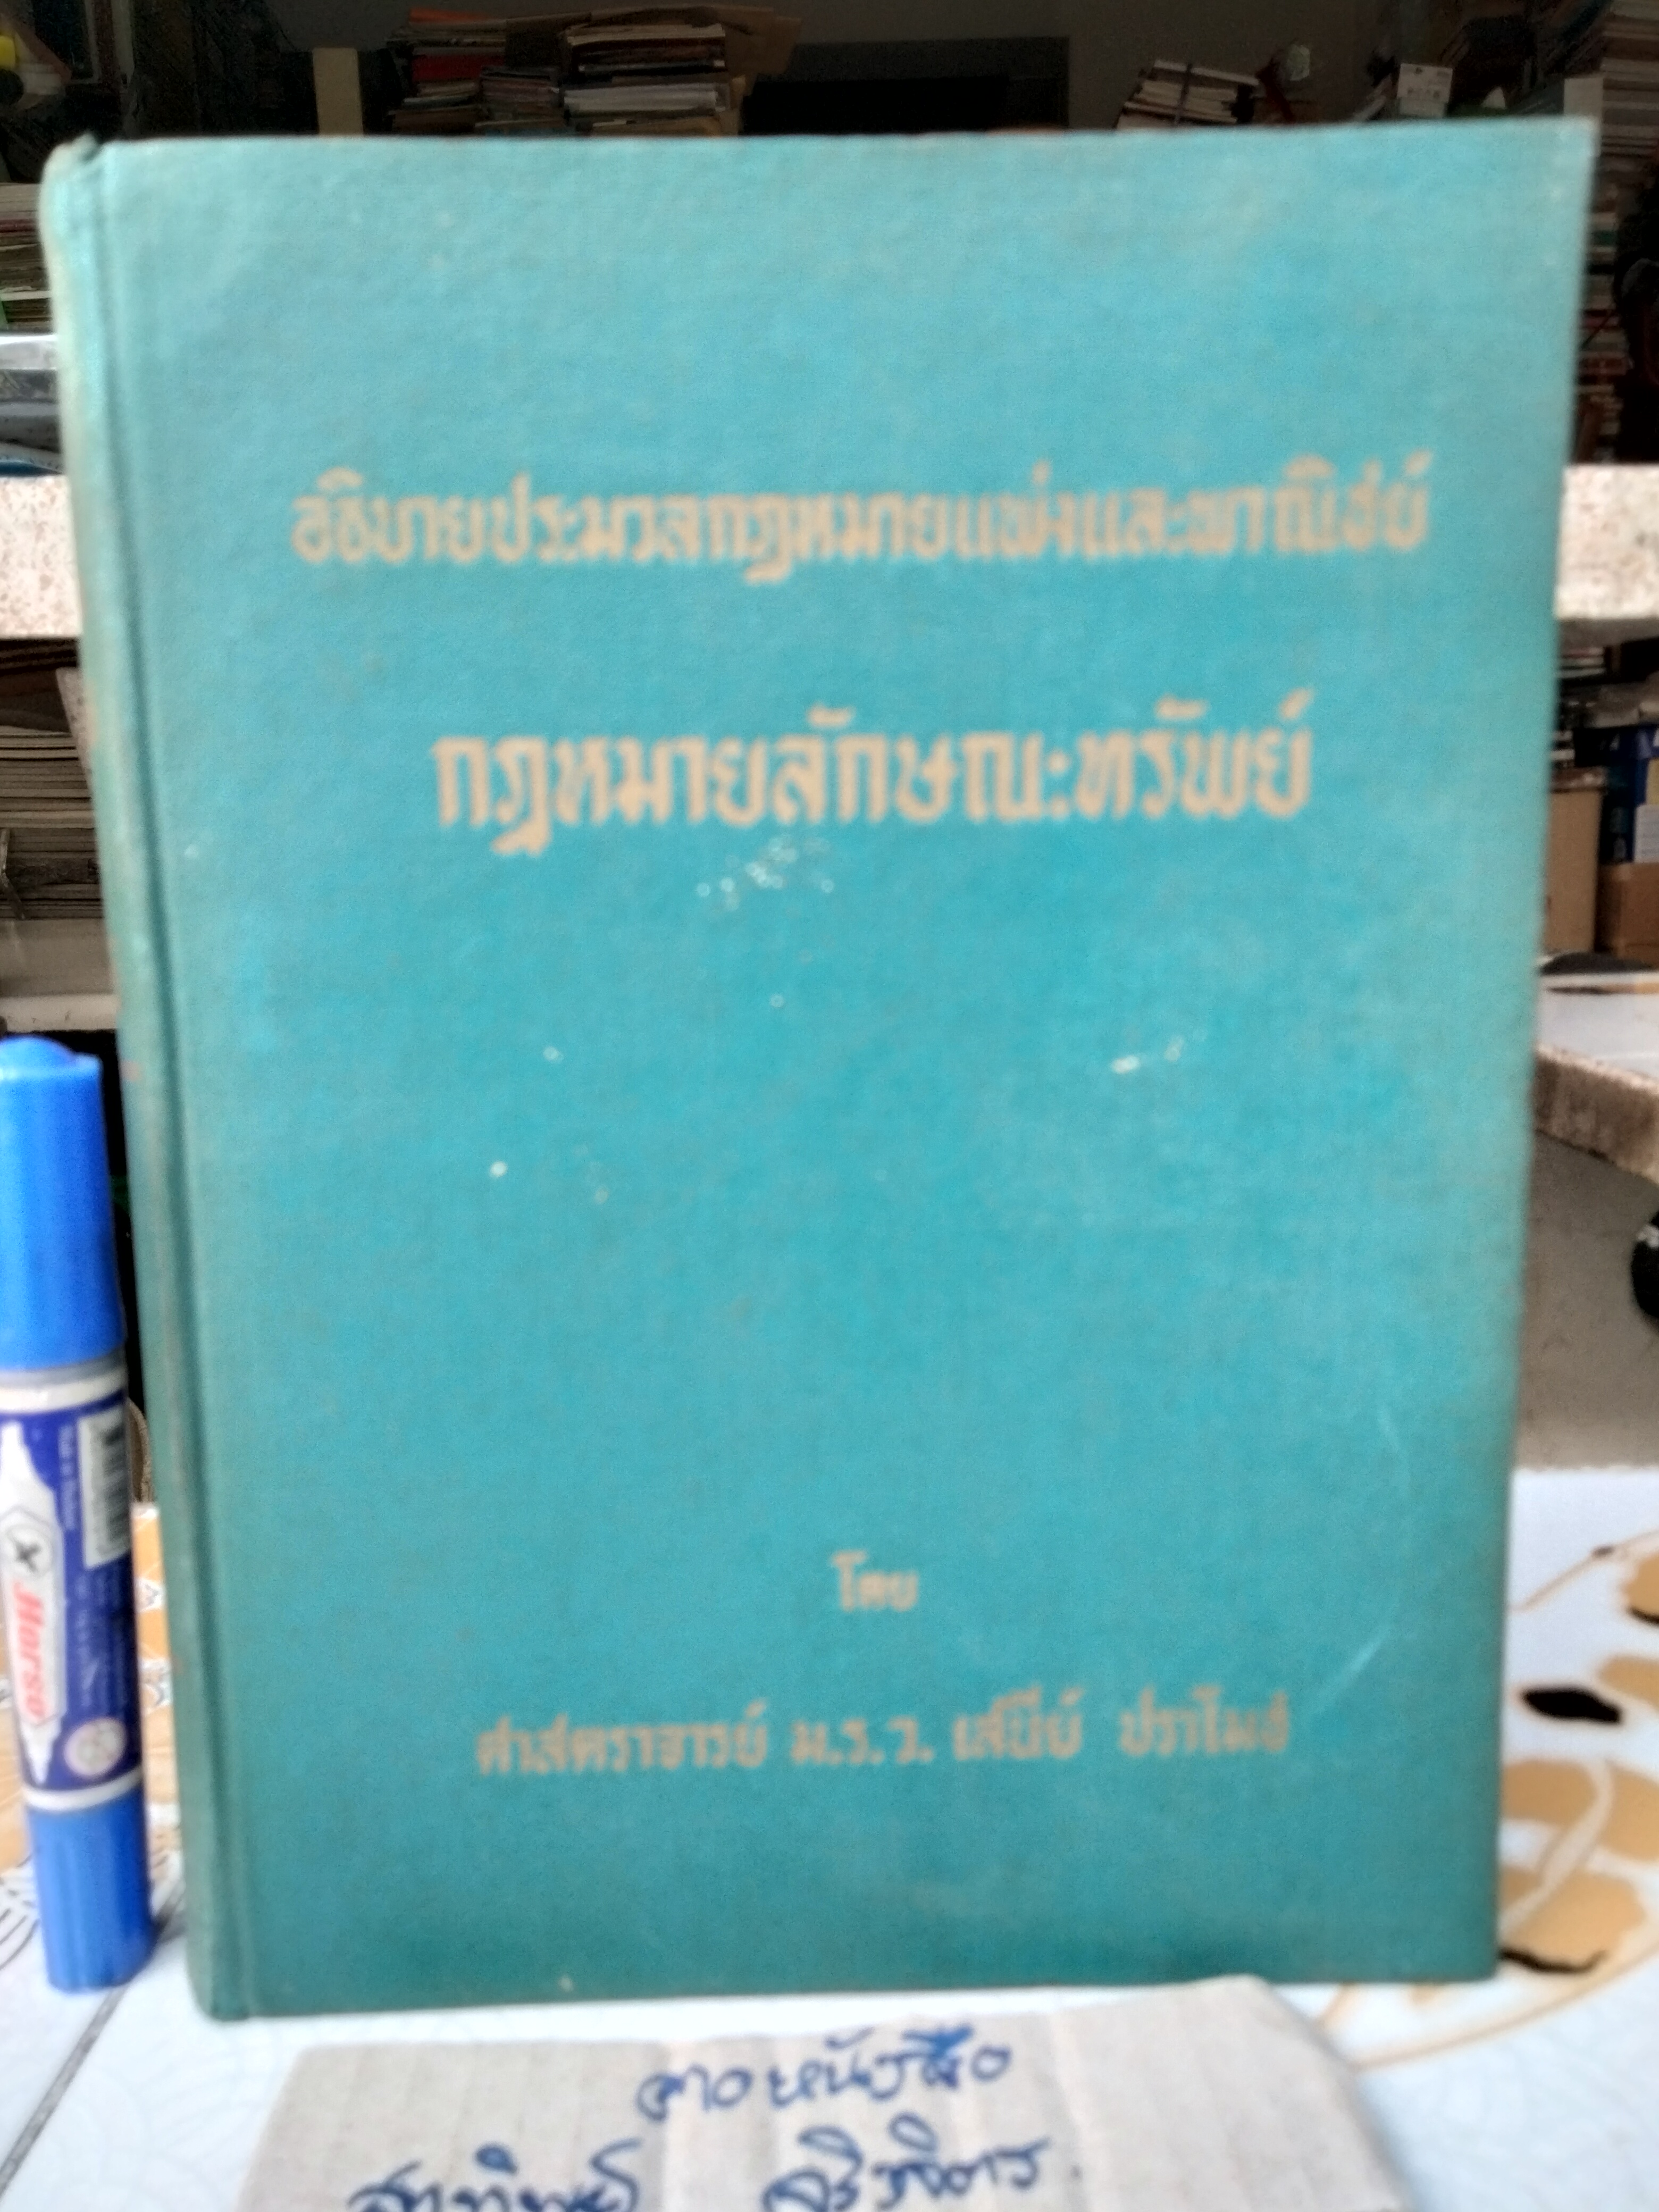 อธิบายประมวลกฎหมายแพ่งและพาณิชย์
กฎหมายลักษณะทรัพย์
โดย
ศาสตราจารย์ ม.ร.ว. เสนีย์ ปราโมช
Horse